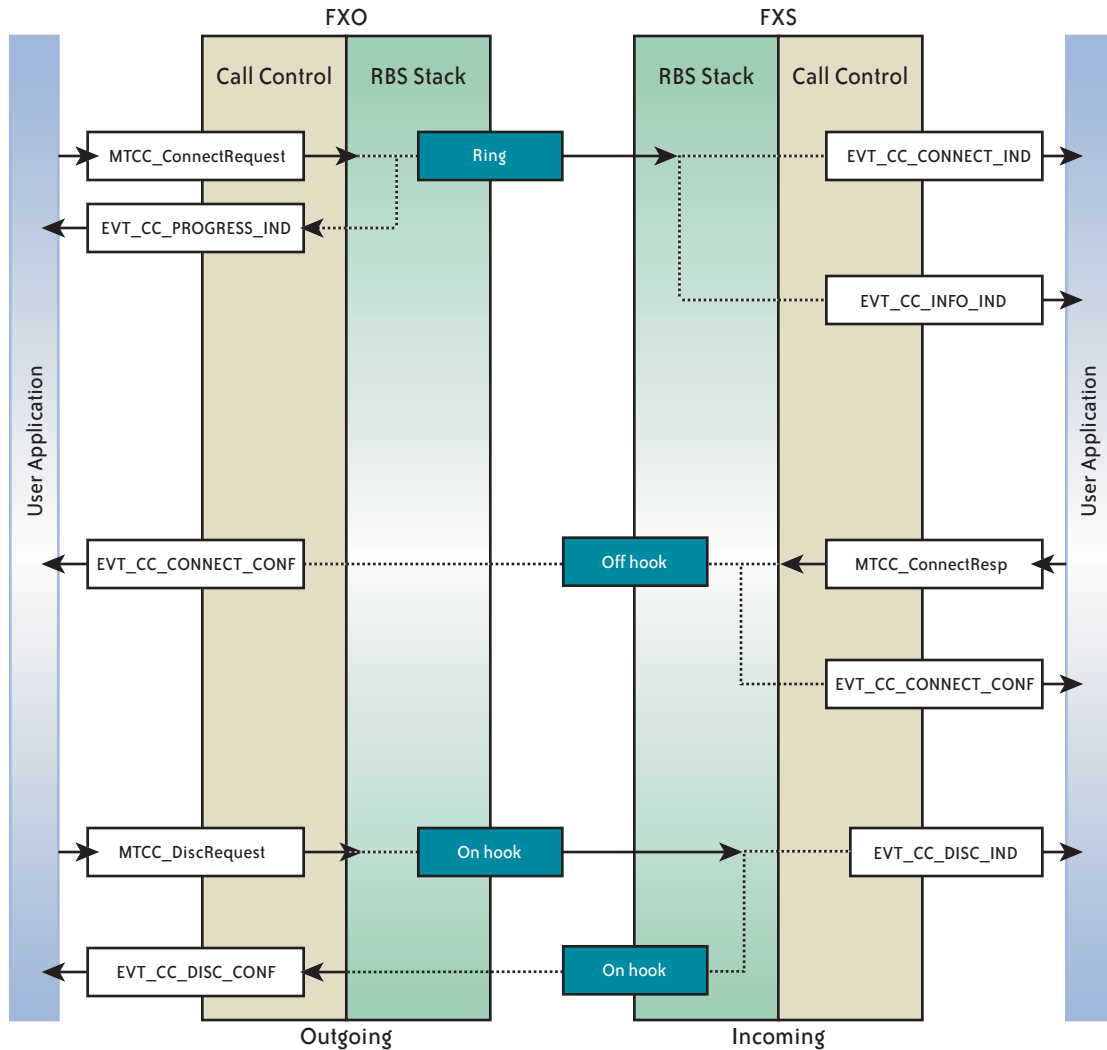 FXO
FXS
Call Control
RBS Stack
RBS Stack
Call Control
MTCC_ConnectRequest
Ring
EVT_CC_CONNECT_IND
EVT_CC_PROGRESS_IND
EVT_CC_INFO_IND
User Application
User Application
EVT_CC_CONNECT_CONF
Off hook
MTCC_ConnectResp
EVT_CC_CONNECT_CONF
MTCC_DiscRequest
On hook
EVT_CC_DISC_IND
EVT_CC_DISC_CONF
On hook
Outgoing
Incoming